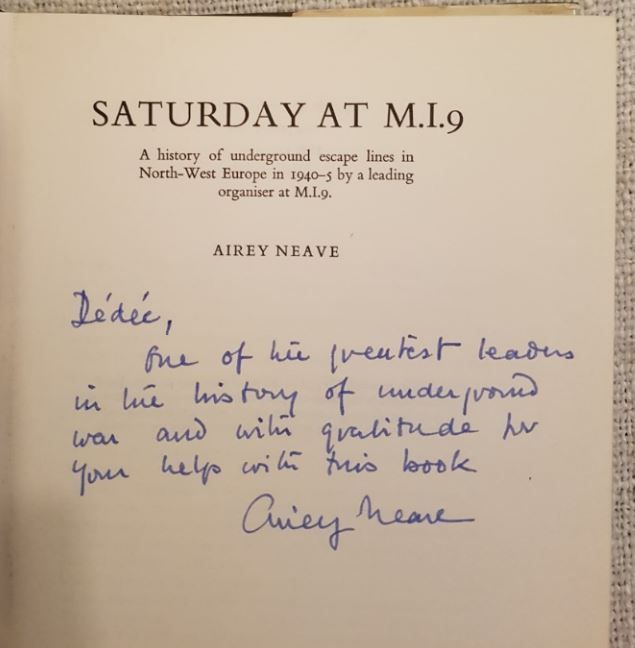 SATURDAY AT M.I.9
A history of underground escape lines in
North-West Europe in 1940–5 by a leading
organiser at M.I.9.
AIREY NEAVE
Dédée,
One of the greatest leaders
in the history of underground
war and with gratitude for
your help with this book
Airey Neave